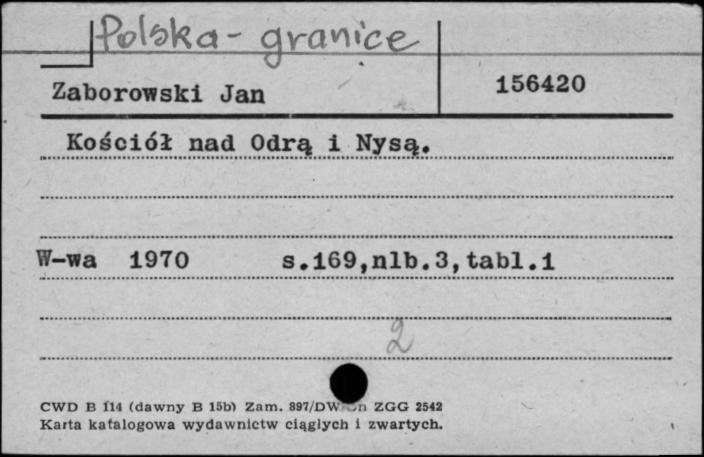 Polska - granice
Zaborowski Jan 156420
Kościół nad Odrą i Nysą.
W-wa 1970 s.169,nlb.3,tabl.1
2
CWD B 114 (dawny B 15b) Zam. 897/DW ZGG 2542
Karta katalogowa wydawnictw ciągłych i zwartych.